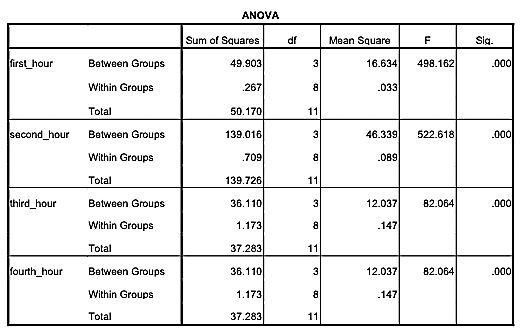 ANOVA
Sum of Squares df Mean Square F Sig.
first_hour Between Groups 49.903 3 16.634 498.162 .000
Within Groups .267 8 .033
Total 50.170 11
second_hour Between Groups 139.016 3 46.339 522.618 .000
Within Groups .709 8 .089
Total 139.726 11
third_hour Between Groups 36.110 3 12.037 82.064 .000
Within Groups 1.173 8 .147
Total 37.283 11
fourth_hour Between Groups 36.110 3 12.037 82.064 .000
Within Groups 1.173 8 .147
Total 37.283 11